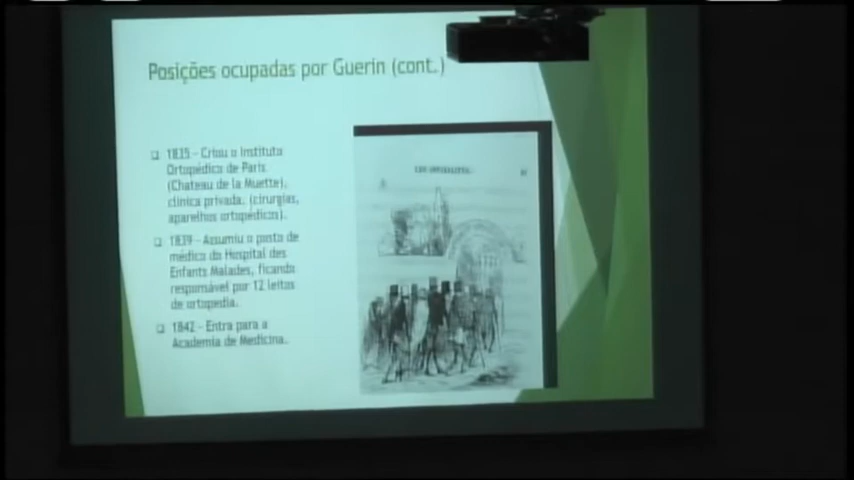 Posições ocupadas por Guerin (cont.)
1835 - Criou o Instituto
Ortopédico de Paris
(Chateau de la Muette),
clínica privada. (cirurgias,
aparelhos ortopédicos).
1839 - Assumiu o posto de
médico do Hospital des
Enfants Malades, ficando
responsável por 12 leitos
de ortopedia.
1842 - Entra para a
Academia de Medicina.